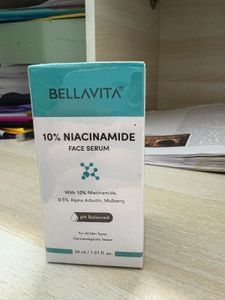 BELLAVITA®
10% NIACINAMIDE
FACE SERUM
With 10% Niacinamide,
0.5% Alpha Arbutin, Mulberry
pH Balanced
For All Skin Types
Dermatologically Tested
30 ml / 1.01 fl. oz.